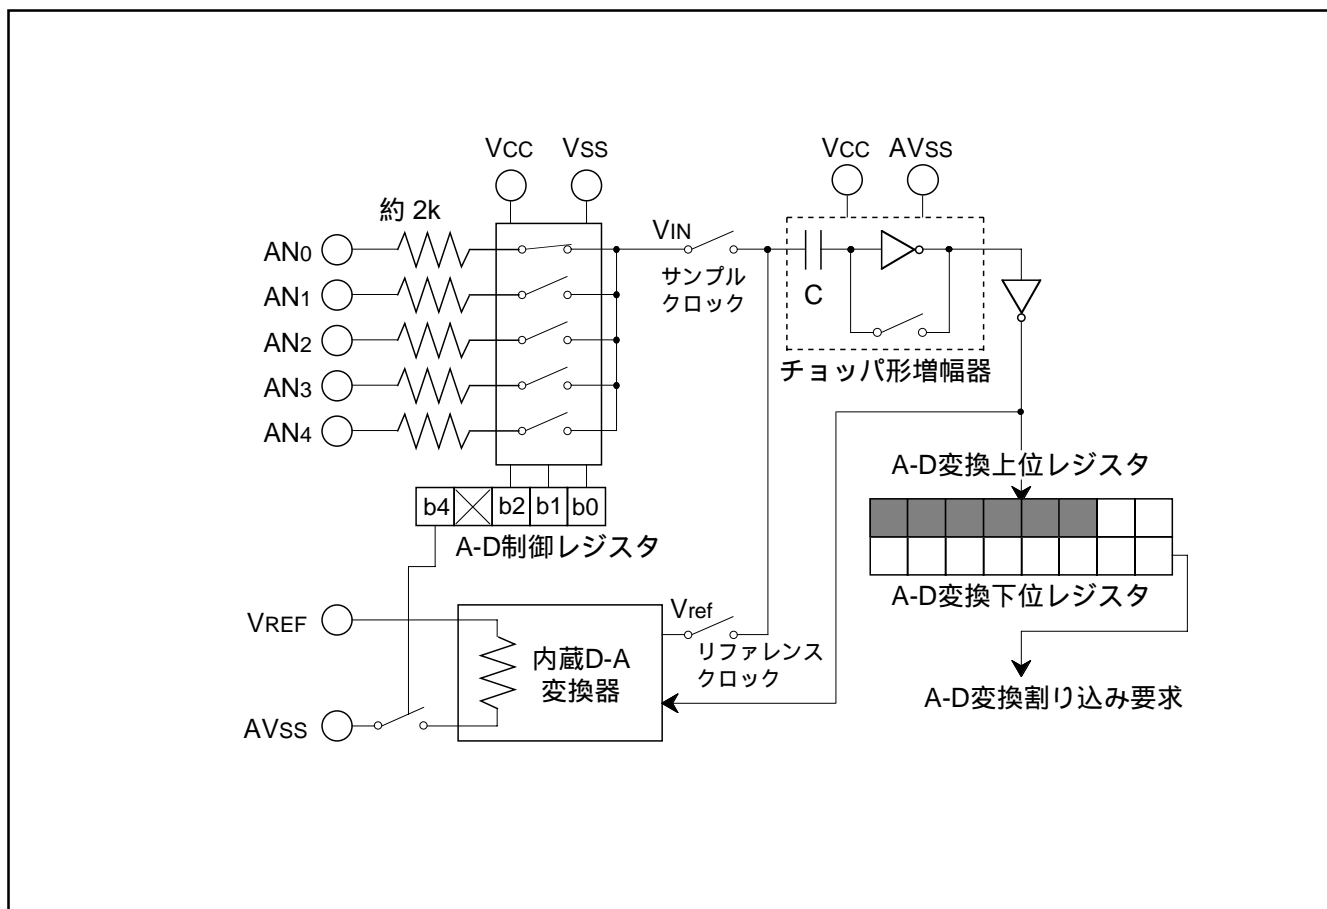 VCC
VSS
VCC
AVSS
約 2k
AN0
AN1
AN2
AN3
AN4
VIN
サンプル
クロック
C
チョッパ形増幅器
b4
b2
b1
b0
A-D制御レジスタ
A-D変換上位レジスタ
A-D変換下位レジスタ
A-D変換割り込み要求
VREF
AVSS
内蔵D-A
変換器
Vref
リファレンス
クロック